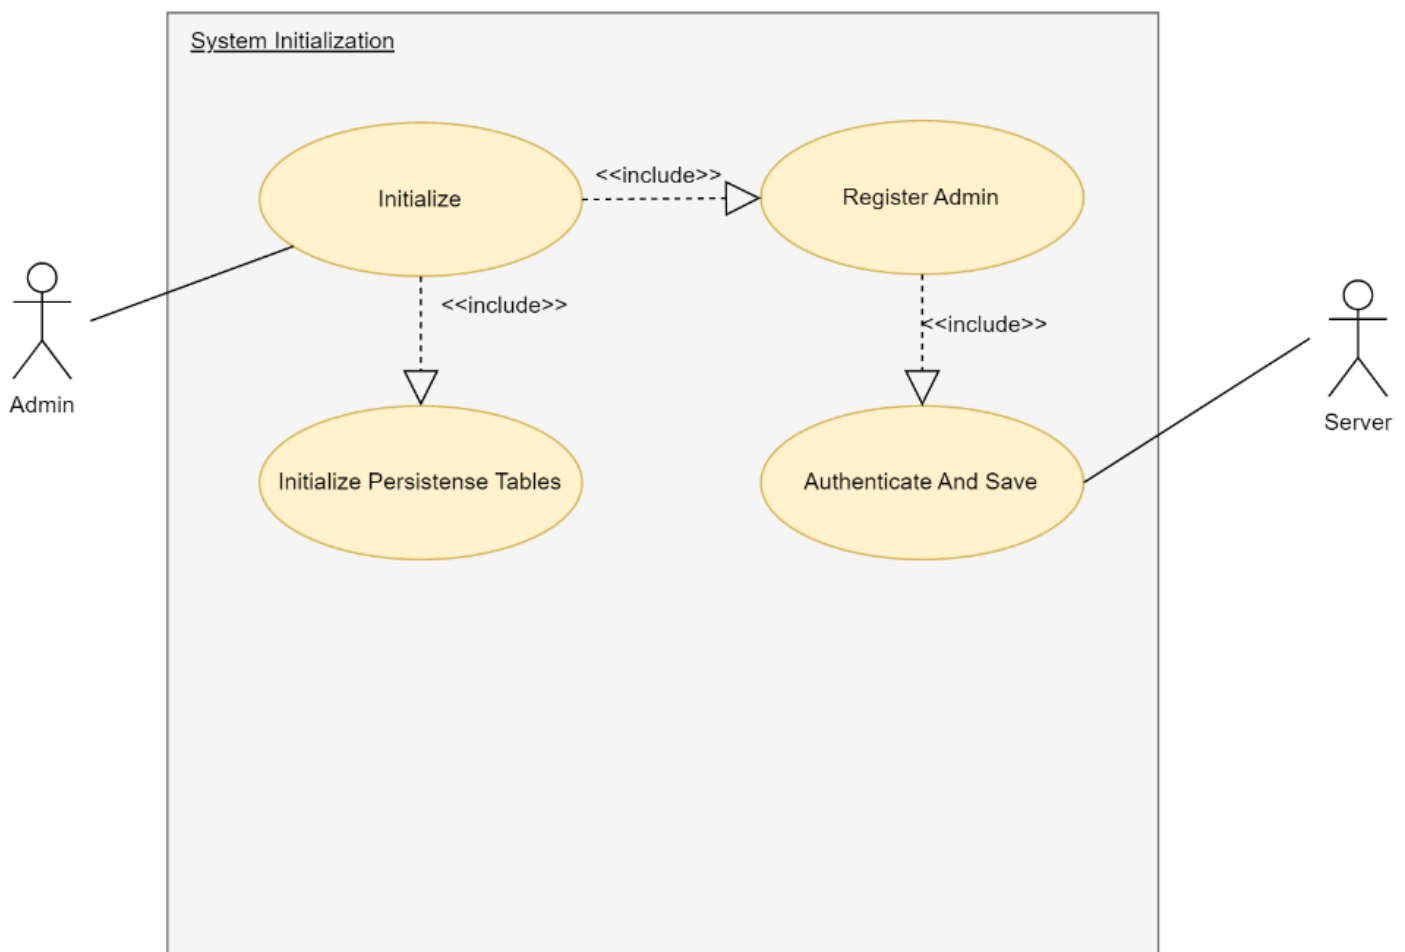 System Initialization
Initialize
<<include>>
Register Admin
<<include>>
<<include>>
Admin
Server
Initialize Persistense Tables
Authenticate And Save